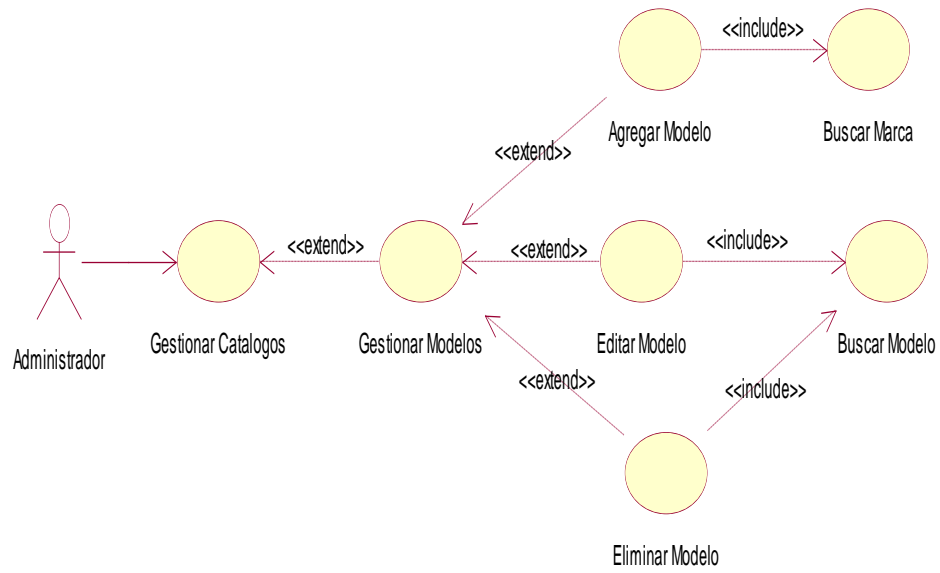 <<include>>
Agregar Modelo
Buscar Marca
<<extend>>
<<extend>>
<<extend>>
<<include>>
Administrador
Gestionar Catalogos
Gestionar Modelos
Editar Modelo
Buscar Modelo
<<extend>>
<<include>>
Eliminar Modelo